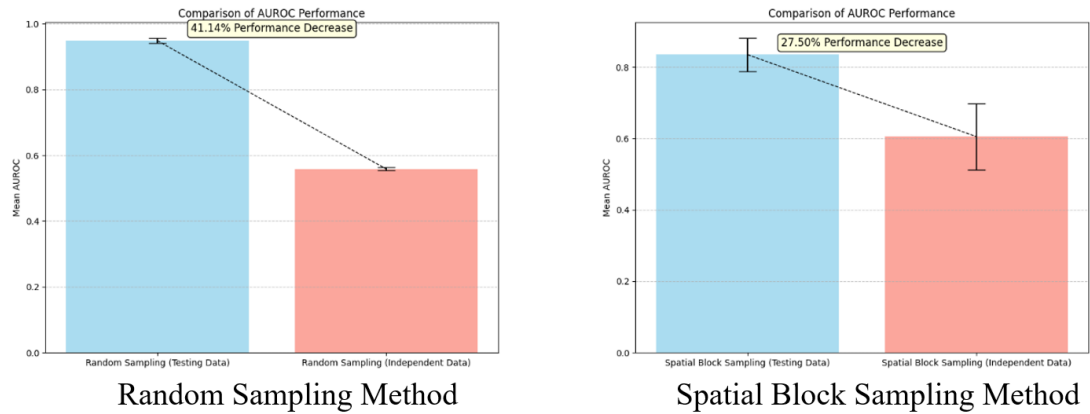 Comparison of AUROC Performance
41.14% Performance Decrease
1.0
0.8
0.6
0.4
0.2
0.0
Mean AUROC
Random Sampling (Testing Data)
Random Sampling (Independent Data)
Random Sampling Method
Comparison of AUROC Performance
27.50% Performance Decrease
0.8
0.6
0.4
0.2
0.0
Mean AUROC
Spatial Block Sampling (Testing Data)
Spatial Block Sampling (Independent Data)
Spatial Block Sampling Method